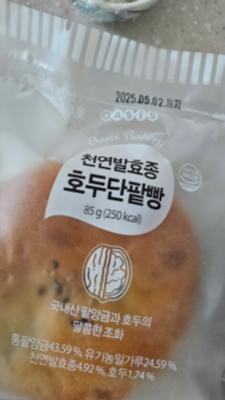 2025.05.02.까지
OASIS
Oasis Bakery
천연발효종
호두단팥빵
85 g (250 kcal)
국내산 팥앙금과 호두의
달콤한 조화
통팥앙금43.59 %, 유기농밀가루24.59 %,
천연발효종4.92 %, 호두1.74 %